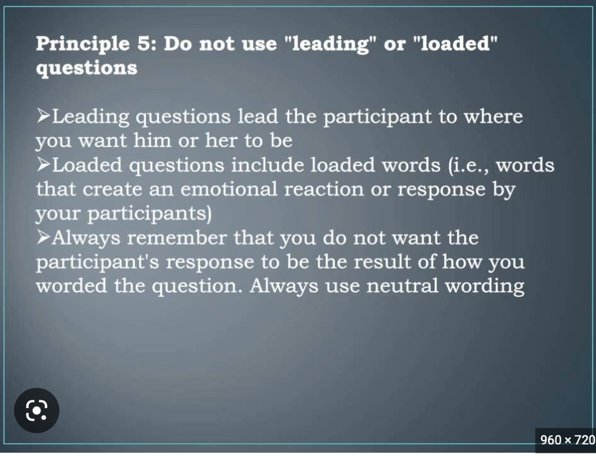 Principle 5: Do not use "leading" or "loaded"
questions
➢Leading questions lead the participant to where
you want him or her to be
➢Loaded questions include loaded words (i.e., words
that create an emotional reaction or response by
your participants)
➢Always remember that you do not want the
participant's response to be the result of how you
worded the question. Always use neutral wording
960 × 720